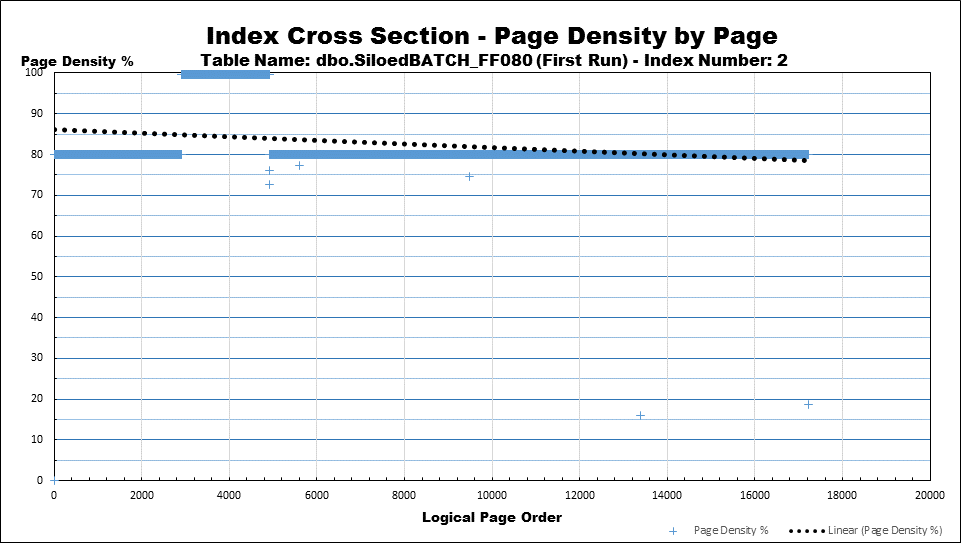 Index Cross Section - Page Density by Page
Table Name: dbo.SiloedBATCH_FF080 (First Run) - Index Number: 2
Page Density %
100
90
80
70
60
50
40
30
20
10
0
0 2000 4000 6000 8000 10000 12000 14000 16000 18000 20000
Logical Page Order
Page Density % Linear (Page Density %)